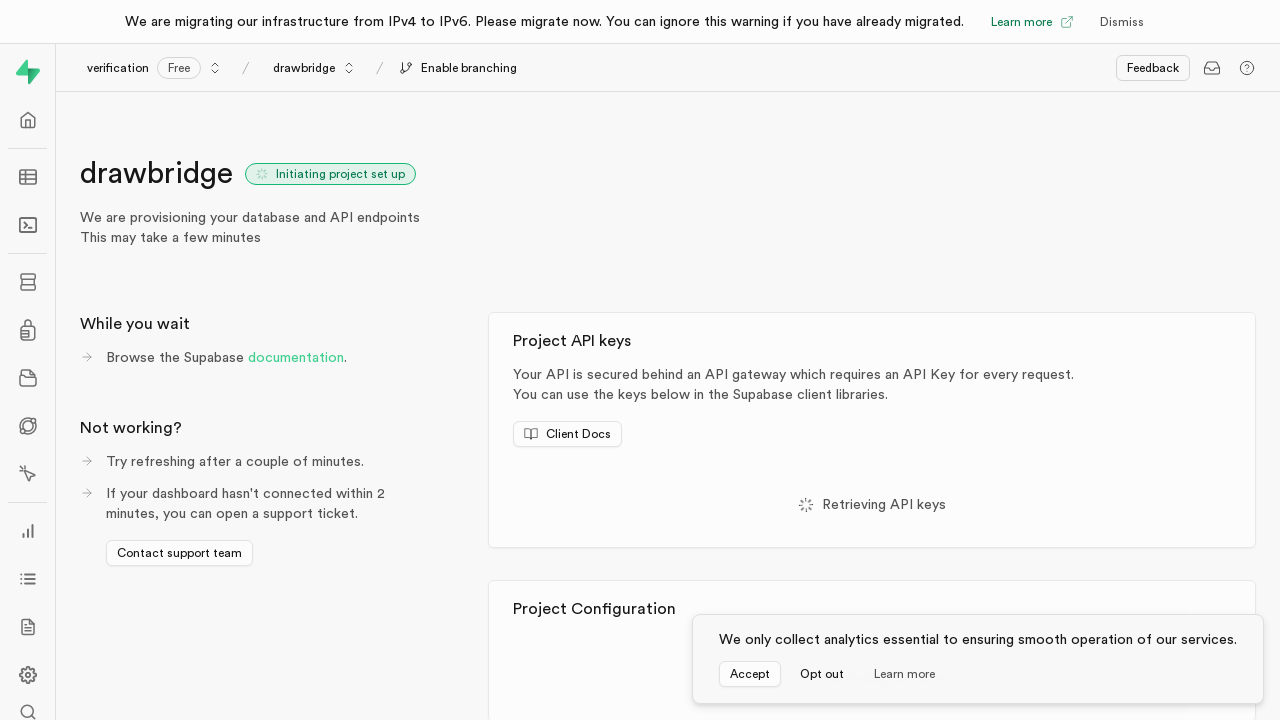 We are migrating our infrastructure from IPv4 to IPv6. Please migrate now. You can ignore this warning if you have already migrated. Learn more Dismiss
verification Free / drawbridge / Enable branching Feedback
drawbridge Initiating project set up
We are provisioning your database and API endpoints
This may take a few minutes
While you wait
Browse the Supabase documentation.
Not working?
Try refreshing after a couple of minutes.
If your dashboard hasn't connected within 2
minutes, you can open a support ticket.
Contact support team
Project API keys
Your API is secured behind an API gateway which requires an API Key for every request.
You can use the keys below in the Supabase client libraries.
Client Docs
Retrieving API keys
Project Configuration
We only collect analytics essential to ensuring smooth operation of our services.
Accept Opt out Learn more